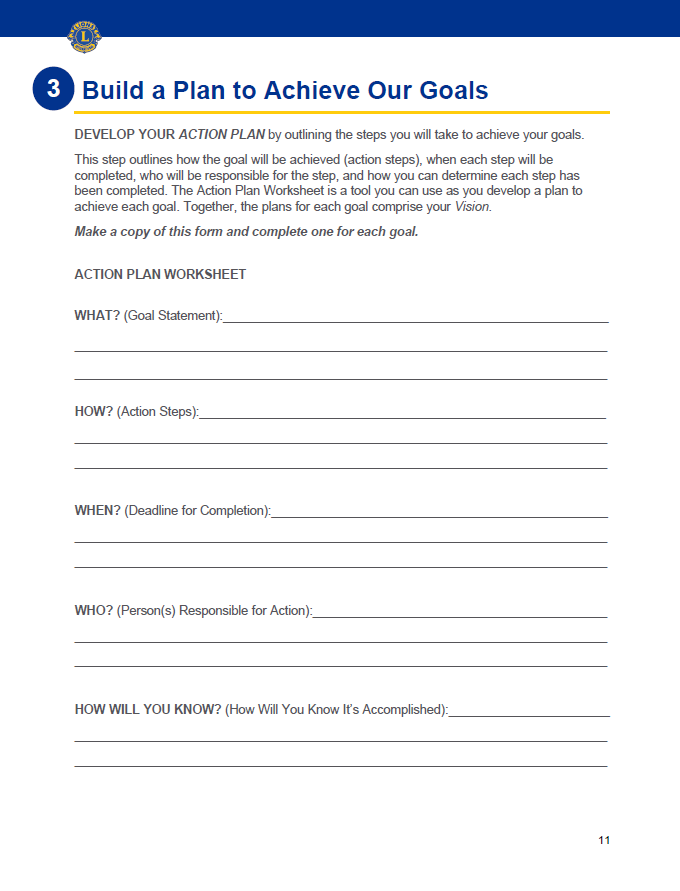 LIONS
L
INTERNATIONAL
3
Build a Plan to Achieve Our Goals
DEVELOP YOUR ACTION PLAN by outlining the steps you will take to achieve your goals.
This step outlines how the goal will be achieved (action steps), when each step will be
completed, who will be responsible for the step, and how you can determine each step has
been completed. The Action Plan Worksheet is a tool you can use as you develop a plan to
achieve each goal. Together, the plans for each goal comprise your Vision.
Make a copy of this form and complete one for each goal.
ACTION PLAN WORKSHEET
WHAT? (Goal Statement):
HOW? (Action Steps):
WHEN? (Deadline for Completion):
WHO? (Person(s) Responsible for Action):
HOW WILL YOU KNOW? (How Will You Know It's Accomplished):
11